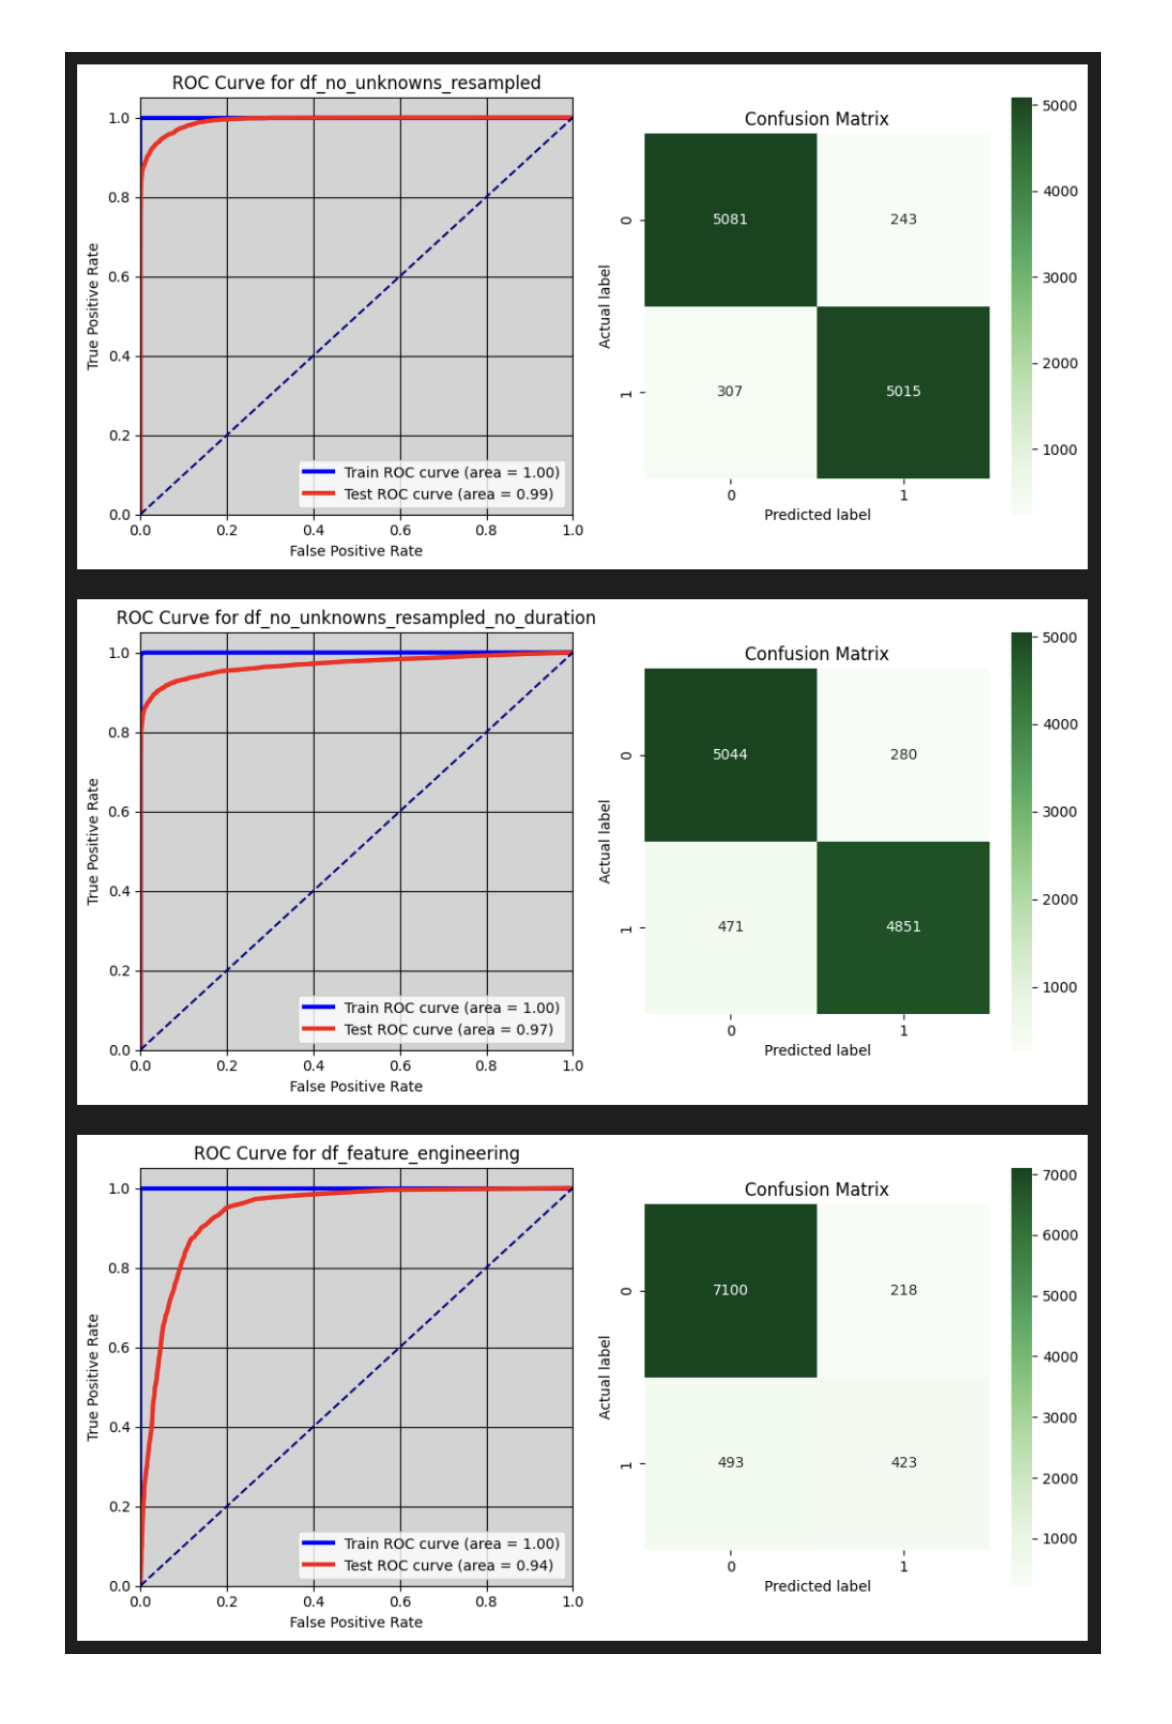 ROC Curve for df_no_unknowns_resampled
1.0
0.8
0.6
0.4
0.2
0.0
True Positive Rate
0.0 0.2 0.4 0.6 0.8 1.0
False Positive Rate
Train ROC curve (area = 1.00)
Test ROC curve (area = 0.99)
Confusion Matrix
0
1
Actual label
5081 243
307 5015
0 1
Predicted label
5000
4000
3000
2000
1000
ROC Curve for df_no_unknowns_resampled_no_duration
1.0
0.8
0.6
0.4
0.2
0.0
True Positive Rate
0.0 0.2 0.4 0.6 0.8 1.0
False Positive Rate
Train ROC curve (area = 1.00)
Test ROC curve (area = 0.97)
Confusion Matrix
0
1
Actual label
5044 280
471 4851
0 1
Predicted label
5000
4000
3000
2000
1000
ROC Curve for df_feature_engineering
1.0
0.8
0.6
0.4
0.2
0.0
True Positive Rate
0.0 0.2 0.4 0.6 0.8 1.0
False Positive Rate
Train ROC curve (area = 1.00)
Test ROC curve (area = 0.94)
Confusion Matrix
0
1
Actual label
7100 218
493 423
0 1
Predicted label
7000
6000
5000
4000
3000
2000
1000